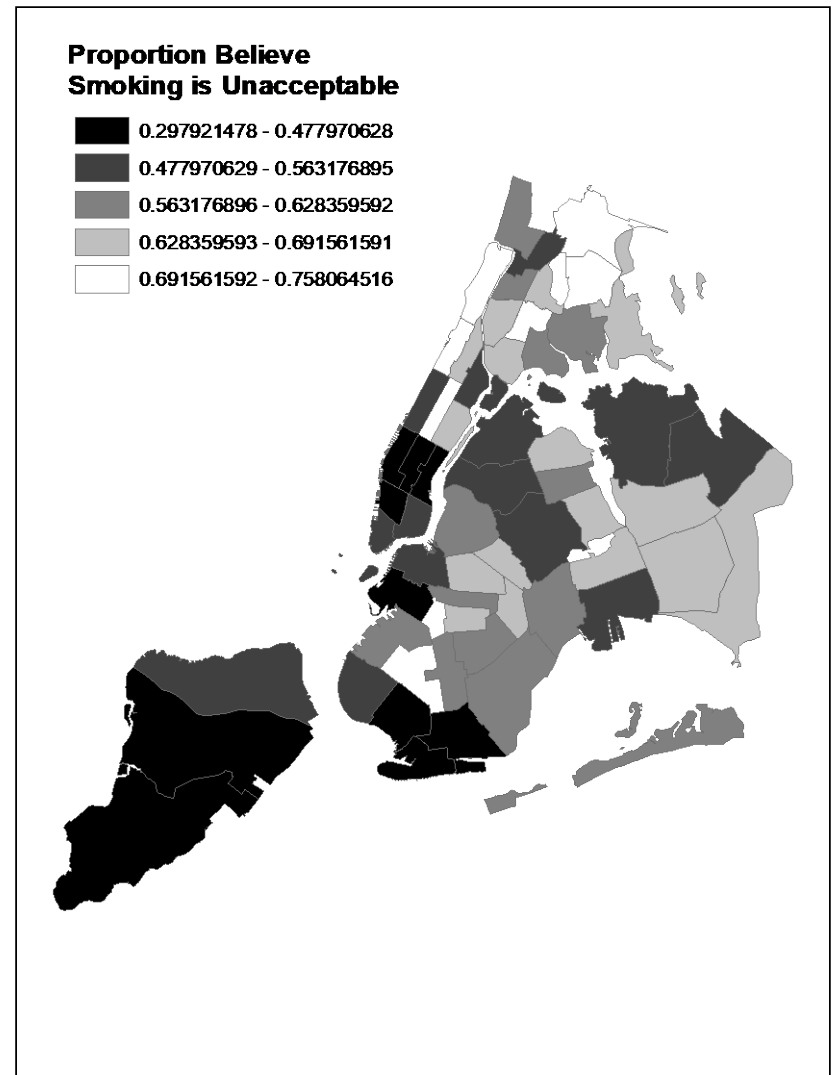 Proportion Believe
Smoking is Unacceptable
0.297921478 - 0.477970628
0.477970629 - 0.563176895
0.563176896 - 0.628359592
0.628359593 - 0.691561591
0.691561592 - 0.758064516